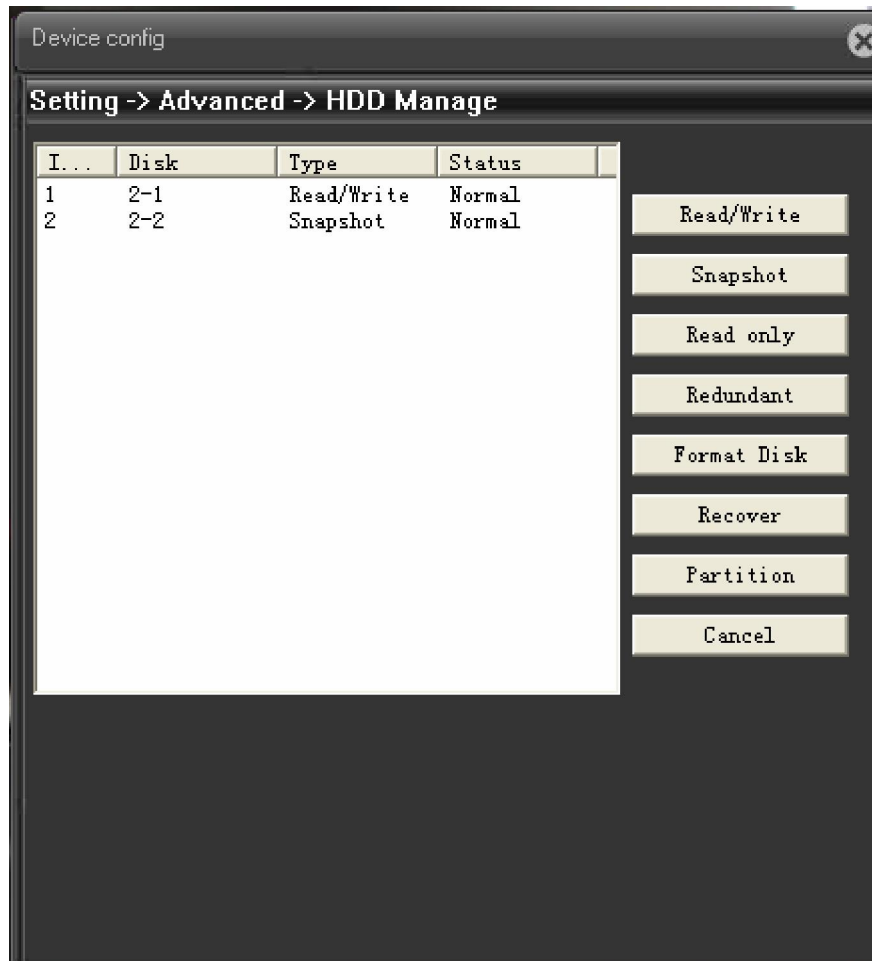 Device config
Setting -> Advanced -> HDD Manage
I... Disk Type Status
1 2-1 Read/Write Normal
2 2-2 Snapshot Normal
Read/Write
Snapshot
Read only
Redundant
Format Disk
Recover
Partition
Cancel